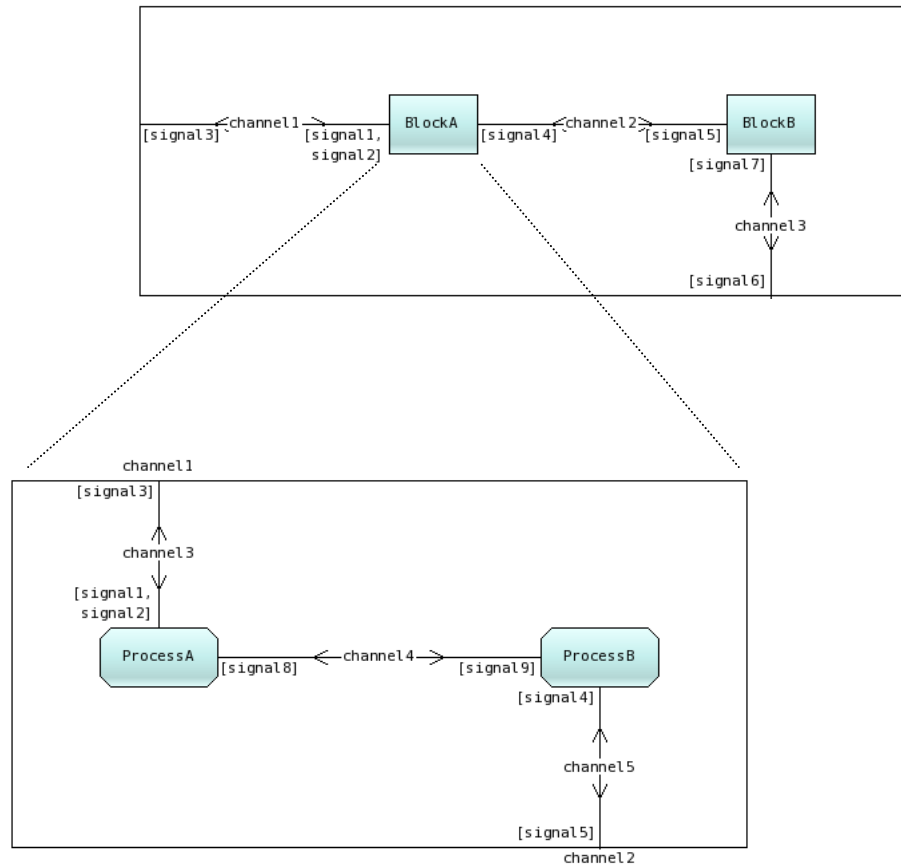 channel1
BlockA
channel2
BlockB
[signal3]
[signal1,
signal2]
[signal4]
[signal5]
[signal7]
channel3
[signal6]
channel1
[signal3]
channel3
[signal1,
signal2]
ProcessA
channel4
ProcessB
[signal8]
[signal9]
[signal4]
channel5
[signal5]
channel2